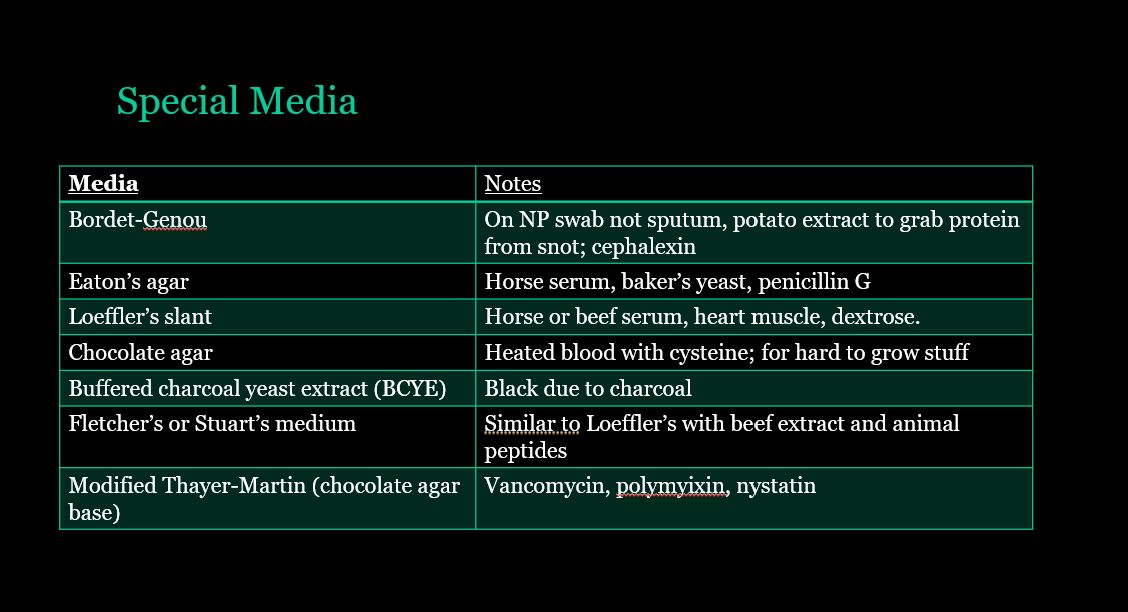 Special Media
Media
Notes
Bordet-Genou
On NP swab not sputum, potato extract to grab protein
from snot; cephalexin
Eaton’s agar
Horse serum, baker’s yeast, penicillin G
Loeffler’s slant
Horse or beef serum, heart muscle, dextrose.
Chocolate agar
Heated blood with cysteine; for hard to grow stuff
Buffered charcoal yeast extract (BCYE)
Black due to charcoal
Fletcher’s or Stuart’s medium
Similar to Loeffler’s with beef extract and animal
peptides
Modified Thayer-Martin (chocolate agar
base)
Vancomycin, polymyixin, nystatin